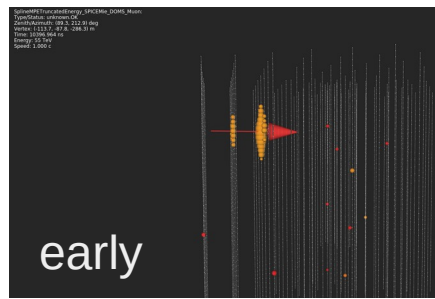 SplineMPETruncatedEnergy_SPICEMie_DOMS_Muon:
Type/Status: unknown:OK
Zenith/Azimuth: (89.3, 212.9) deg
Vertex: (-113.7, -87.8, -286.3) m
Time: 10396.964 ns
Energy: 55 TeV
Speed: 1.000 c
early